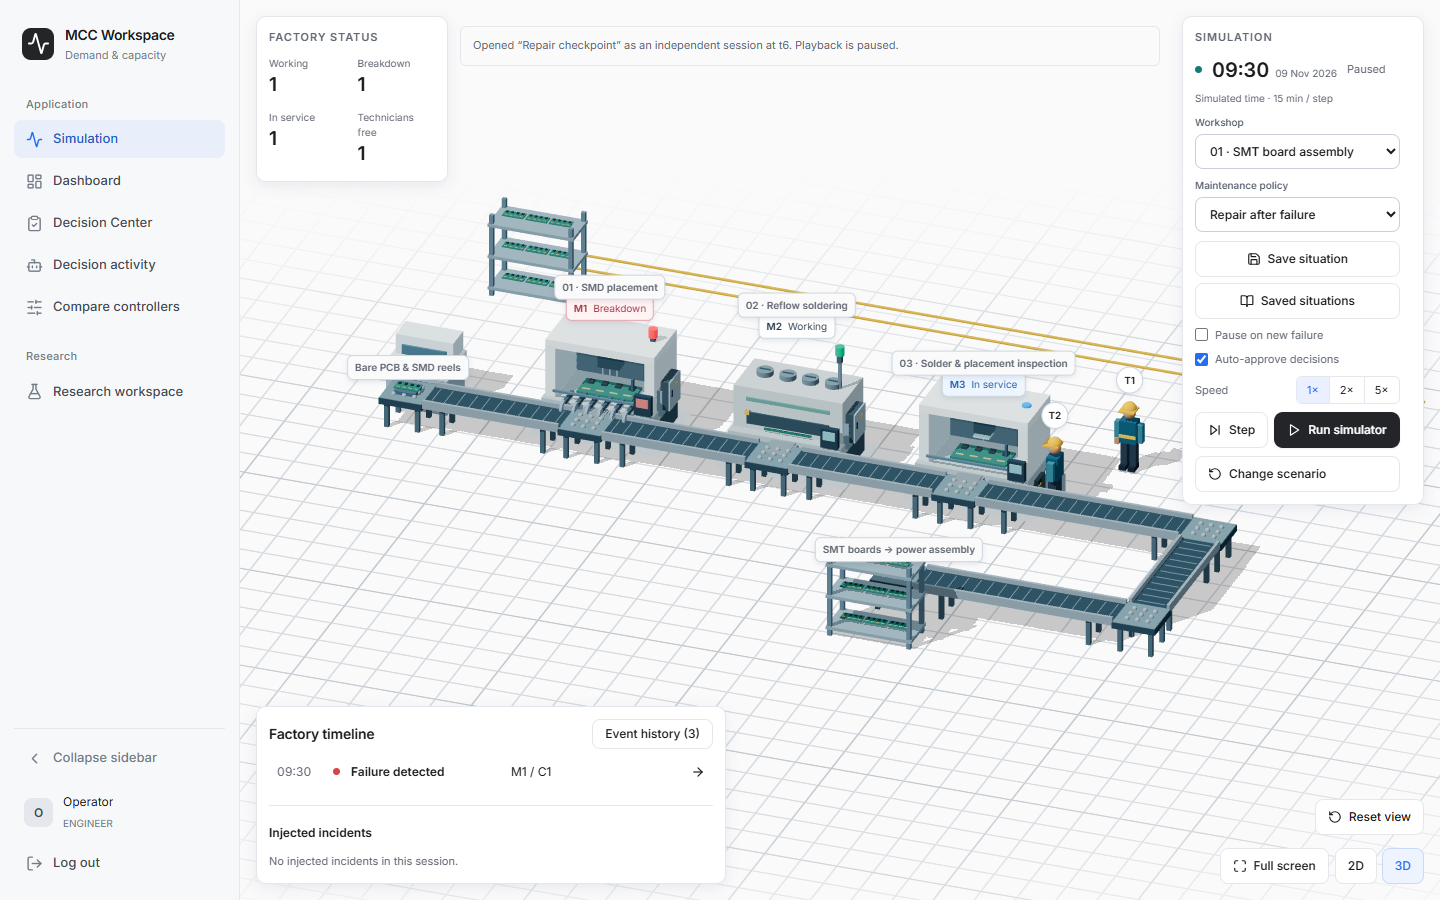 MCC Workspace
Demand & capacity
Application
Simulation
Dashboard
Decision Center
Decision activity
Compare controllers
Research
Research workspace
Collapse sidebar
O
Operator
ENGINEER
Log out
FACTORY STATUS
Working
1
Breakdown
1
In service
1
Technicians
free
1
Opened “Repair checkpoint” as an independent session at t6. Playback is paused.
01 · SMD placement
M1 Breakdown
02 · Reflow soldering
M2 Working
Bare PCB & SMD reels
03 · Solder & placement inspection
M3 In service
T1
T2
SMT boards → power assembly
SIMULATION
09:30 09 Nov 2026 Paused
Simulated time · 15 min / step
Workshop
01 · SMT board assembly
Maintenance policy
Repair after failure
Save situation
Saved situations
Pause on new failure
Auto-approve decisions
Speed 1× 2× 5×
Step
Run simulator
Change scenario
Factory timeline
Event history (3)
09:30 Failure detected M1 / C1
Injected incidents
No injected incidents in this session.
Reset view
Full screen
2D
3D